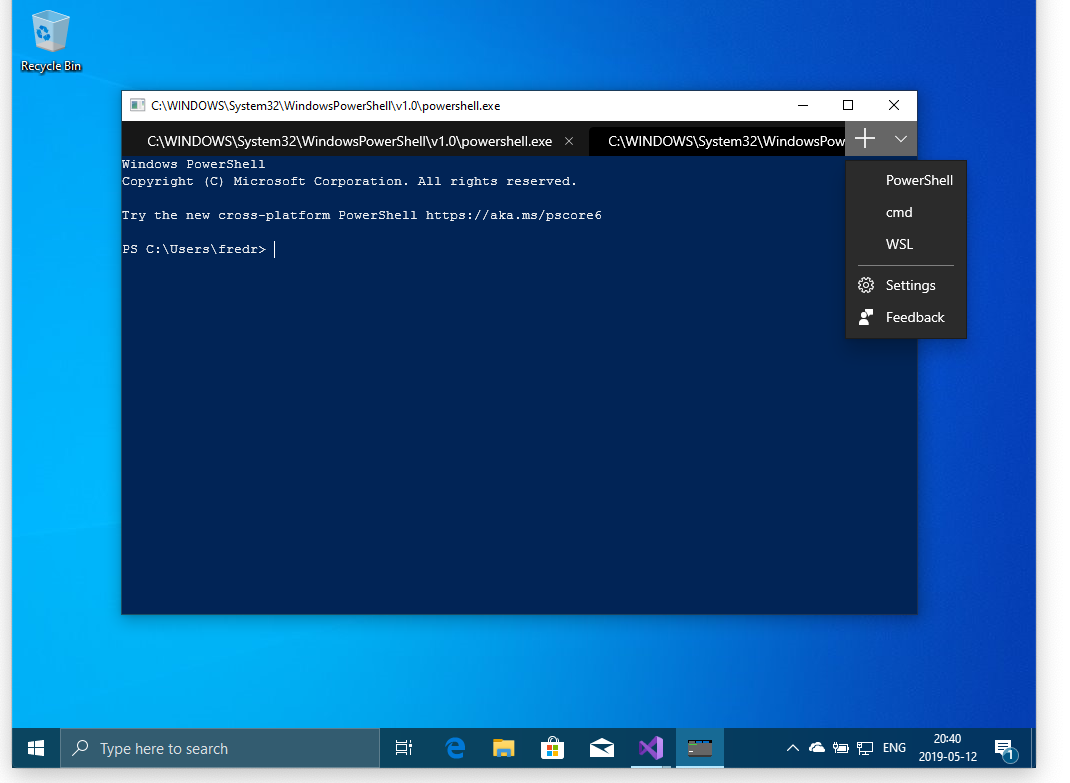 Recycle Bin
C:\WINDOWS\System32\WindowsPowerShell\v1.0\powershell.exe
C:\WINDOWS\System32\WindowsPowerShell\v1.0\powershell.exe
C:\WINDOWS\System32\WindowsPow
Windows PowerShell
Copyright (C) Microsoft Corporation. All rights reserved.
Try the new cross-platform PowerShell https://aka.ms/pscore6
PS C:\Users\fredr>
PowerShell
cmd
WSL
Settings
Feedback
Type here to search
ENG
20:40
2019-05-12
1